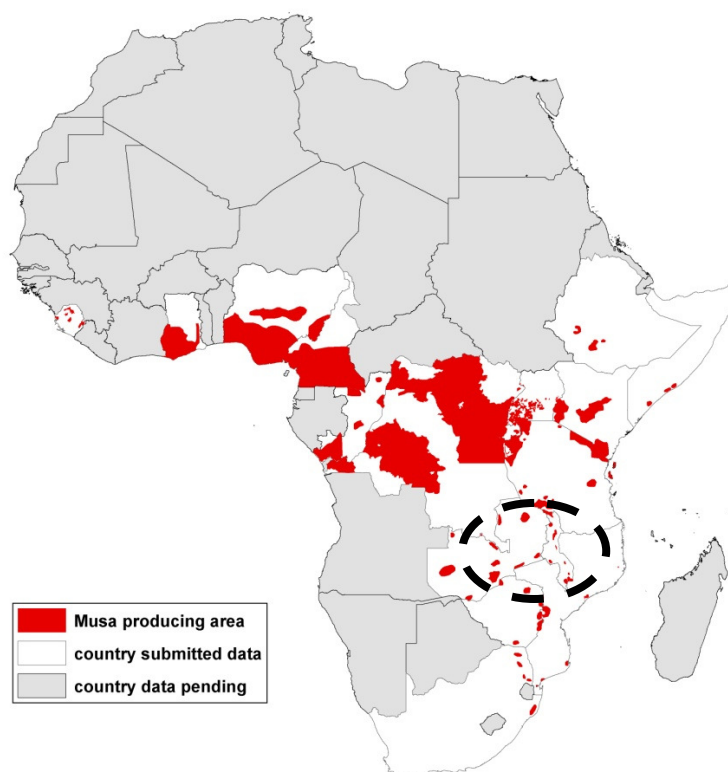 Musa producing area
country submitted data
country data pending